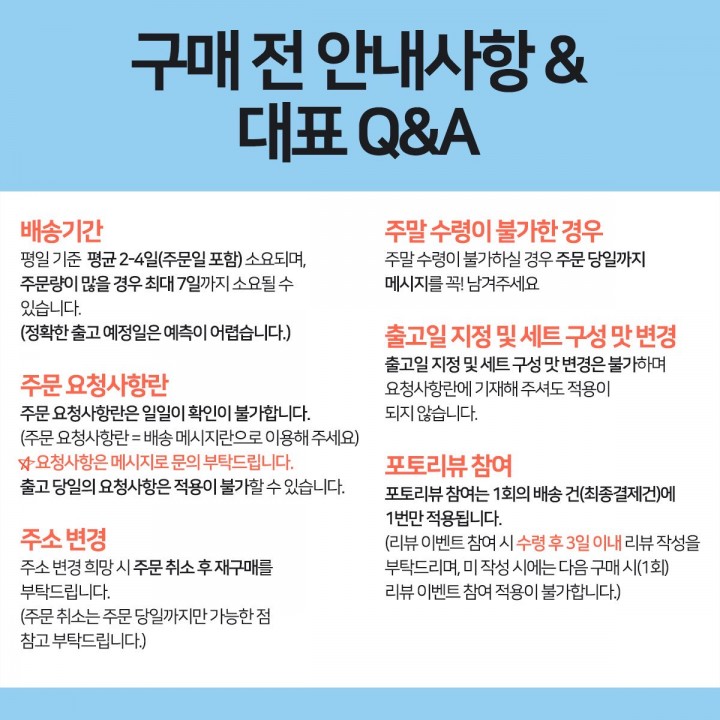 구매 전 안내사항 &
대표 Q&A
배송기간
평일 기준 평균 2-4일(주문일 포함) 소요되며,
주문량이 많을 경우 최대 7일까지 소요될 수
있습니다.
(정확한 출고 예정일은 예측이 어렵습니다.)
주문 요청사항란
주문 요청사항란은 일일이 확인이 불가합니다.
(주문 요청사항란 = 배송 메시지란으로 이용해 주세요)
☆요청사항은 메시지로 문의 부탁드립니다.
출고 당일의 요청사항은 적용이 불가할 수 있습니다.
주소 변경
주소 변경 희망 시 주문 취소 후 재구매를
부탁드립니다.
(주문 취소는 주문 당일까지만 가능한 점
참고 부탁드립니다.)
주말 수령이 불가한 경우
주말 수령이 불가하실 경우 주문 당일까지
메시지를 꼭! 남겨주세요
출고일 지정 및 세트 구성 맛 변경
출고일 지정 및 세트 구성 맛 변경은 불가하며
요청사항란에 기재해 주셔도 적용이
되지 않습니다.
포토리뷰 참여
포토리뷰 참여는 1회의 배송 건(최종결제건)에
1번만 적용됩니다.
(리뷰 이벤트 참여 시 수령 후 3일 이내 리뷰 작성을
부탁드리며, 미 작성 시에는 다음 구매 시(1회)
리뷰 이벤트 참여 적용이 불가합니다.)